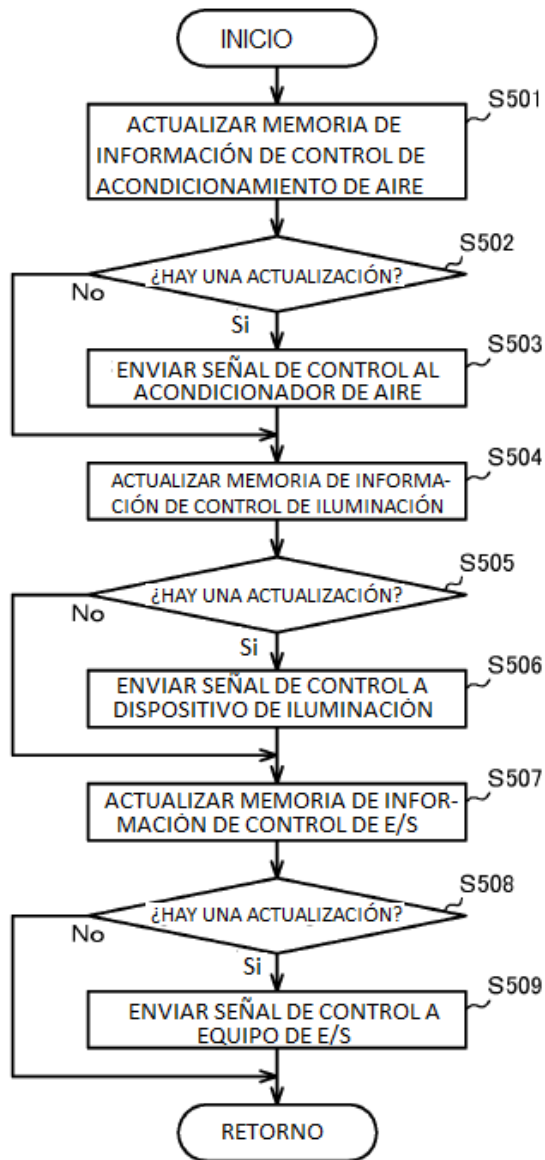 INICIO
S501
ACTUALIZAR MEMORIA DE
INFORMACIÓN DE CONTROL DE
ACONDICIONAMIENTO DE AIRE
S502
¿HAY UNA ACTUALIZACIÓN?
No
Si
S503
ENVIAR SEÑAL DE CONTROL AL
ACONDICIONADOR DE AIRE
S504
ACTUALIZAR MEMORIA DE INFORMA-
CIÓN DE CONTROL DE ILUMINACIÓN
S505
¿HAY UNA ACTUALIZACIÓN?
No
Si
S506
ENVIAR SEÑAL DE CONTROL A
DISPOSITIVO DE ILUMINACIÓN
S507
ACTUALIZAR MEMORIA DE INFOR-
MACIÓN DE CONTROL DE E/S
S508
¿HAY UNA ACTUALIZACIÓN?
No
Si
S509
ENVIAR SEÑAL DE CONTROL A
EQUIPO DE E/S
RETORNO